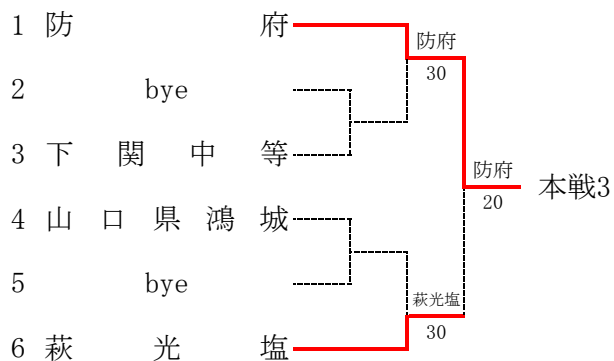 1 防府
防府
30
2 bye
3 下関中等
防府
20
本戦3
4 山口県鴻城
5 bye
萩光塩
30
6 萩光塩